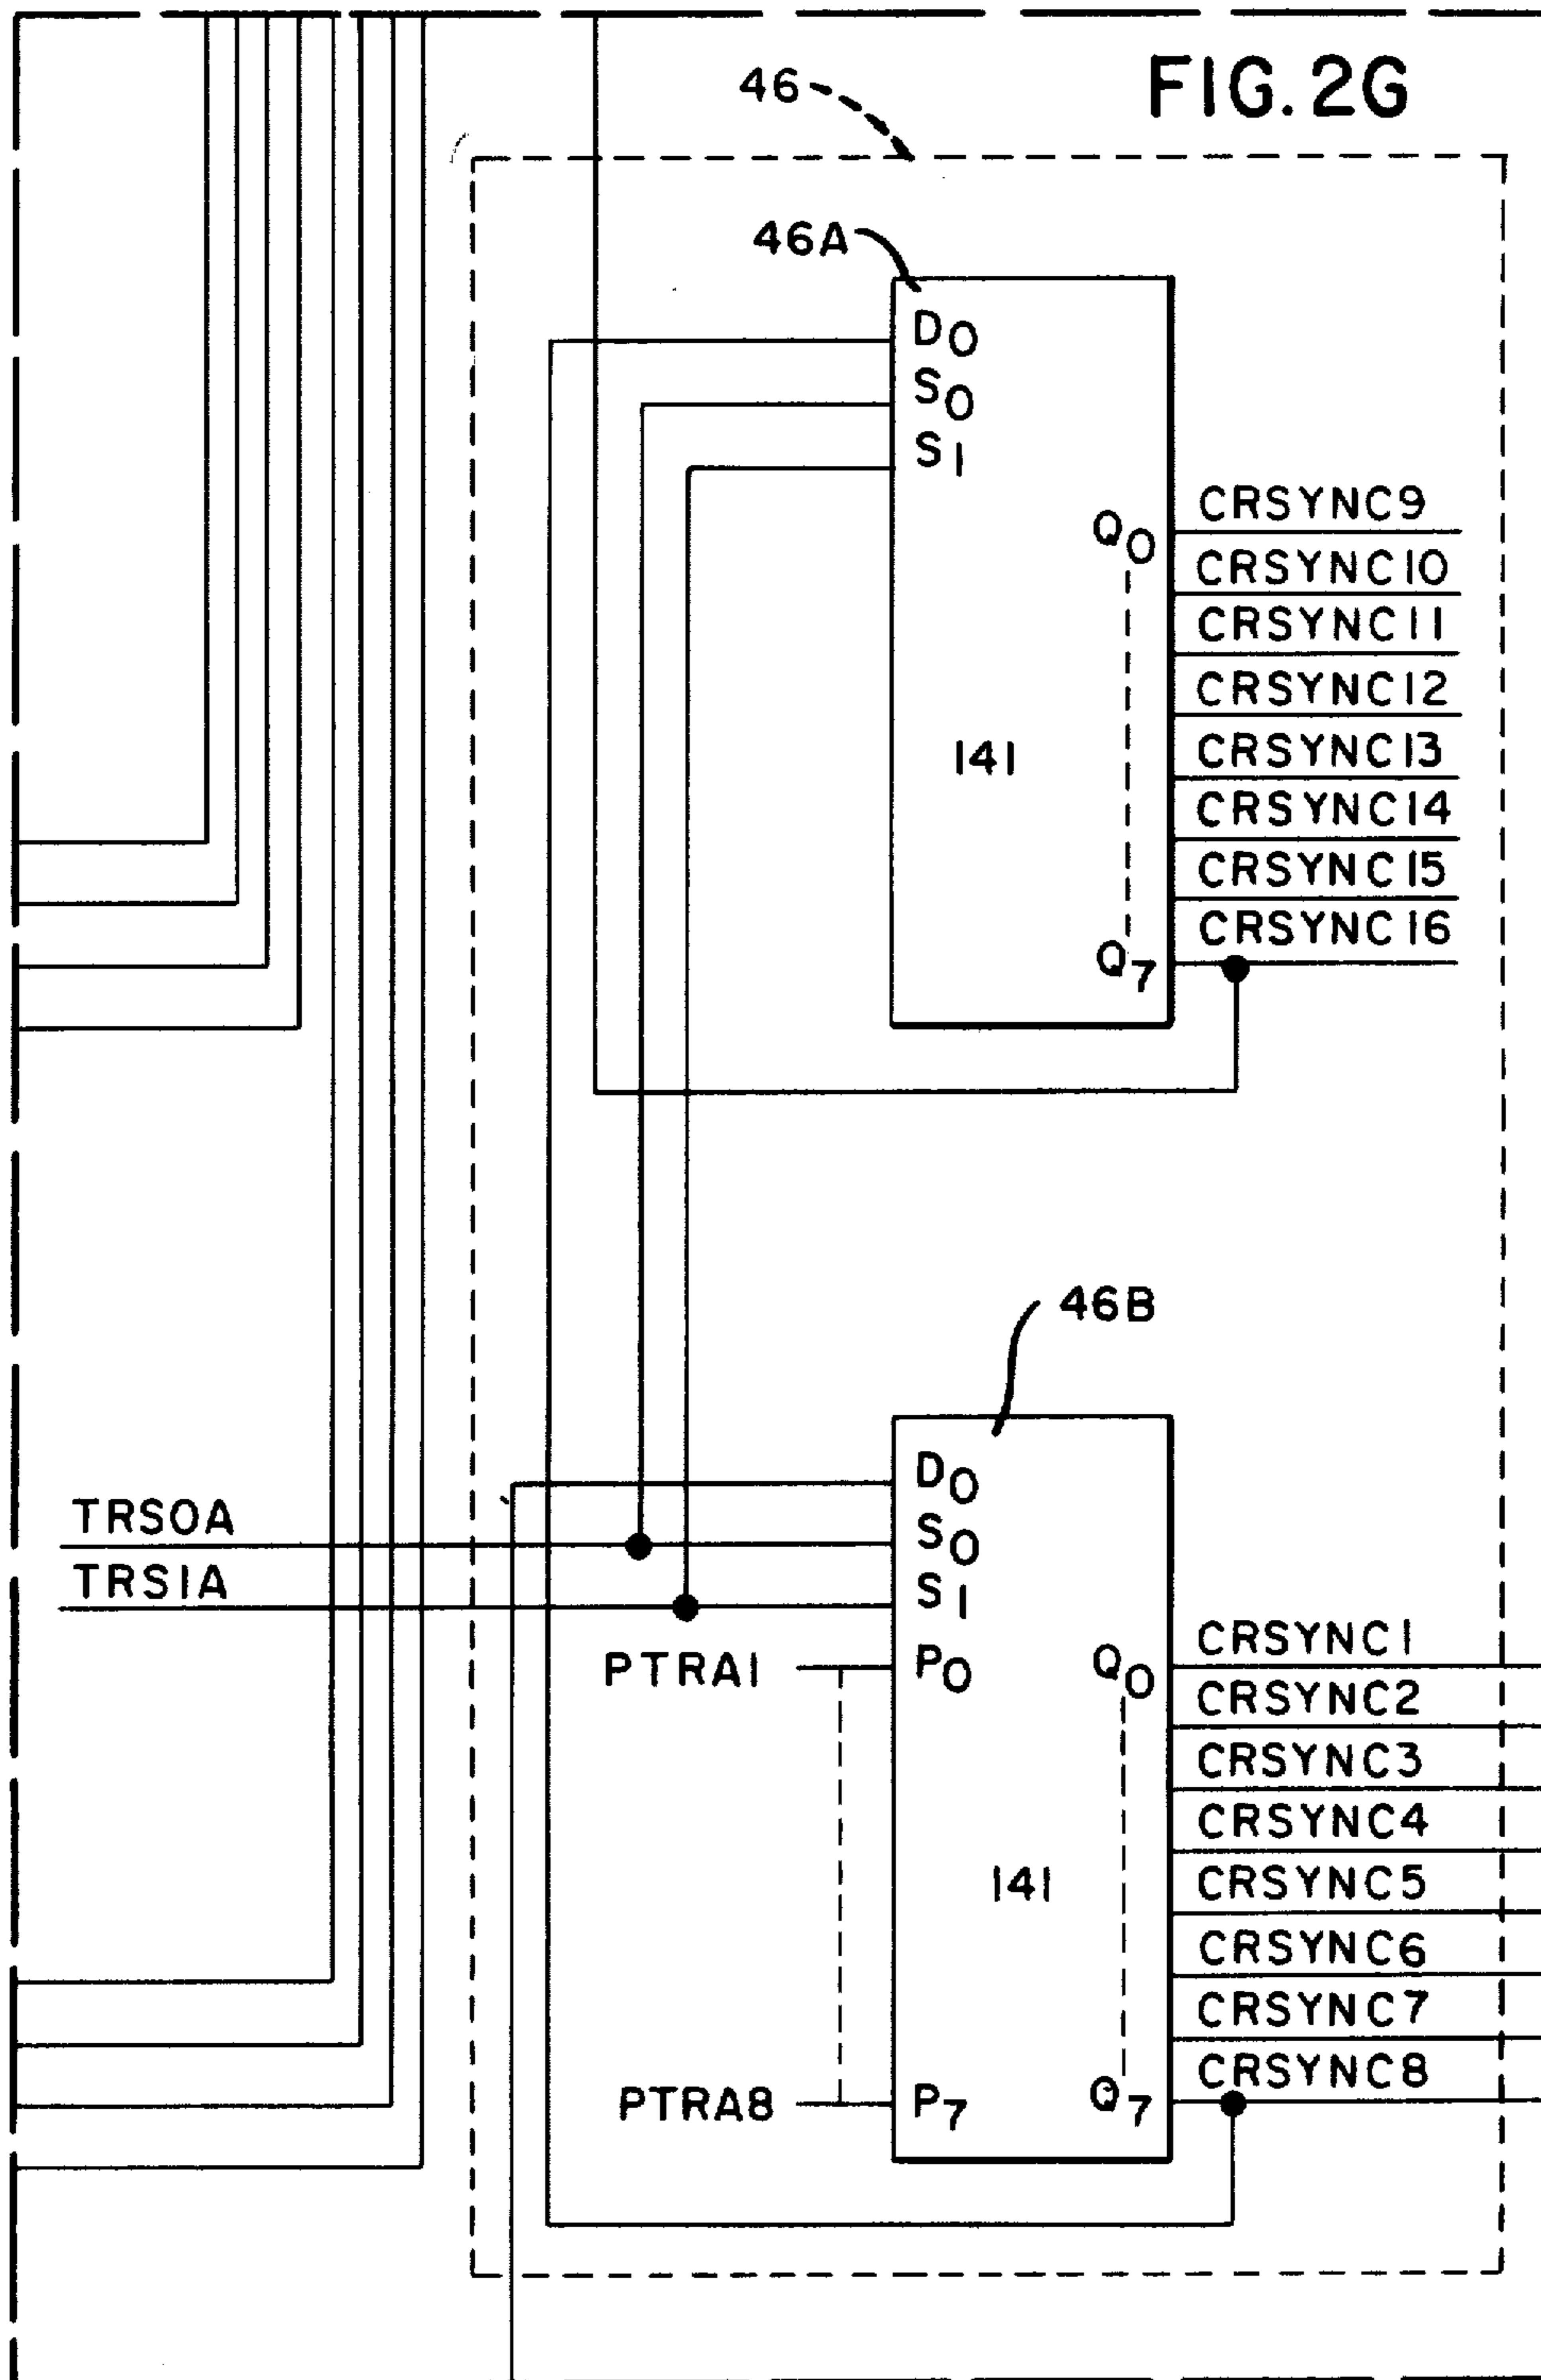 FIG. 2G
46
46A
D0
S0
S1
Q0
CRSYNC9
CRSYNC10
CRSYNC11
CRSYNC12
141
CRSYNC13
CRSYNC14
CRSYNC15
CRSYNC16
Q7
46B
D0
TRS0A
S0
TRS1A
S1
PTRA1
P0
Q0
CRSYNC1
CRSYNC2
CRSYNC3
CRSYNC4
141
CRSYNC5
CRSYNC6
CRSYNC7
CRSYNC8
PTRA8
P7
Q7